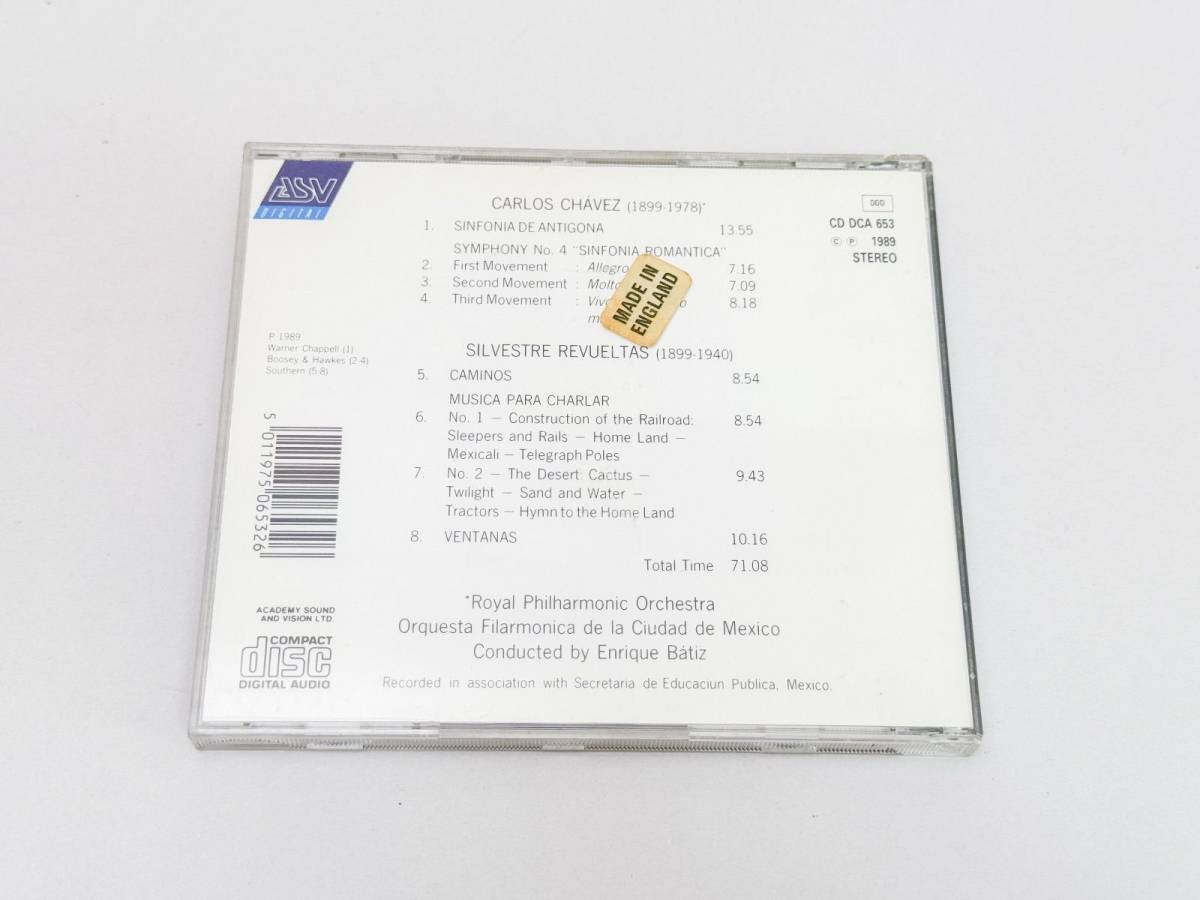 ASV
DIGITAL
CARLOS CHÁVEZ (1899-1978)*
1. SINFONIA DE ANTIGONA 13.55
SYMPHONY No. 4 "SINFONIA ROMANTICA"
2. First Movement : Allegro 7.16
3. Second Movement : Molto 7.09
4. Third Movement : 8.18
MADE IN
ENGLAND
SILVESTRE REVUELTAS (1899-1940)
5. CAMINOS 8.54
MUSICA PARA CHARLAR
6. No. 1 – Construction of the Railroad: 8.54
Sleepers and Rails – Home Land –
Mexicali – Telegraph Poles
7. No. 2 – The Desert: Cactus – 9.43
Twilight – Sand and Water –
Tractors – Hymn to the Home Land
8. VENTANAS 10.16
Total Time 71.08
*Royal Philharmonic Orchestra
Orquesta Filarmonica de la Ciudad de Mexico
Conducted by Enrique Bátiz
Recorded in association with Secretaria de Educaciun Publica, Mexico.
DDD
CD DCA 653
© ℗ 1989
STEREO
P 1989
Warner Chappell (1)
Boosey & Hawkes (2-4)
Southern (5-8)
5 011975 065326
ACADEMY SOUND
AND VISION LTD.
COMPACT
disc
DIGITAL AUDIO